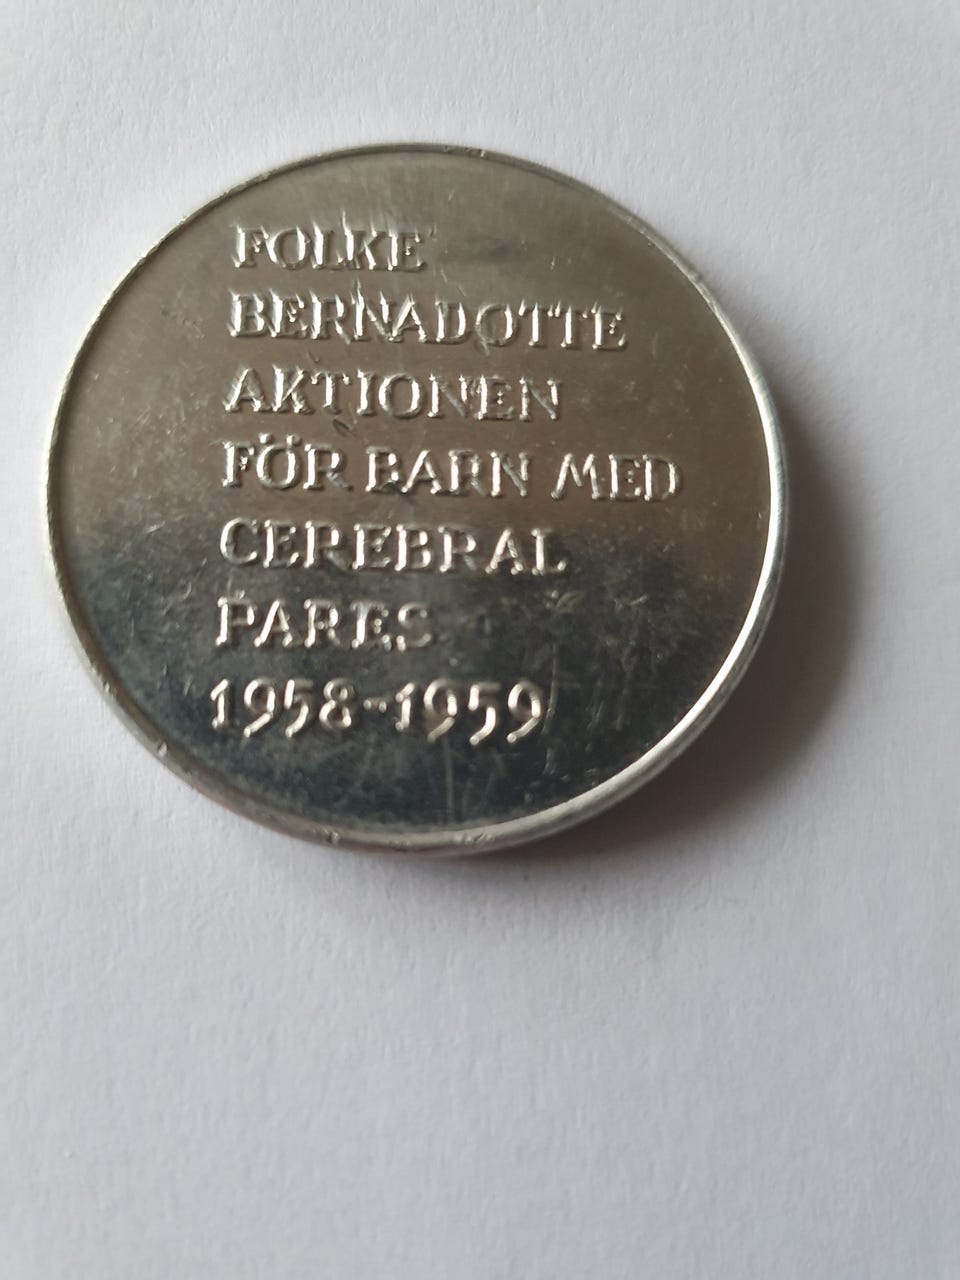 FOLKE
BERNADOTTE
AKTIONEN
FÖR BARN MED
CEREBRAL
PARES
1958-1959